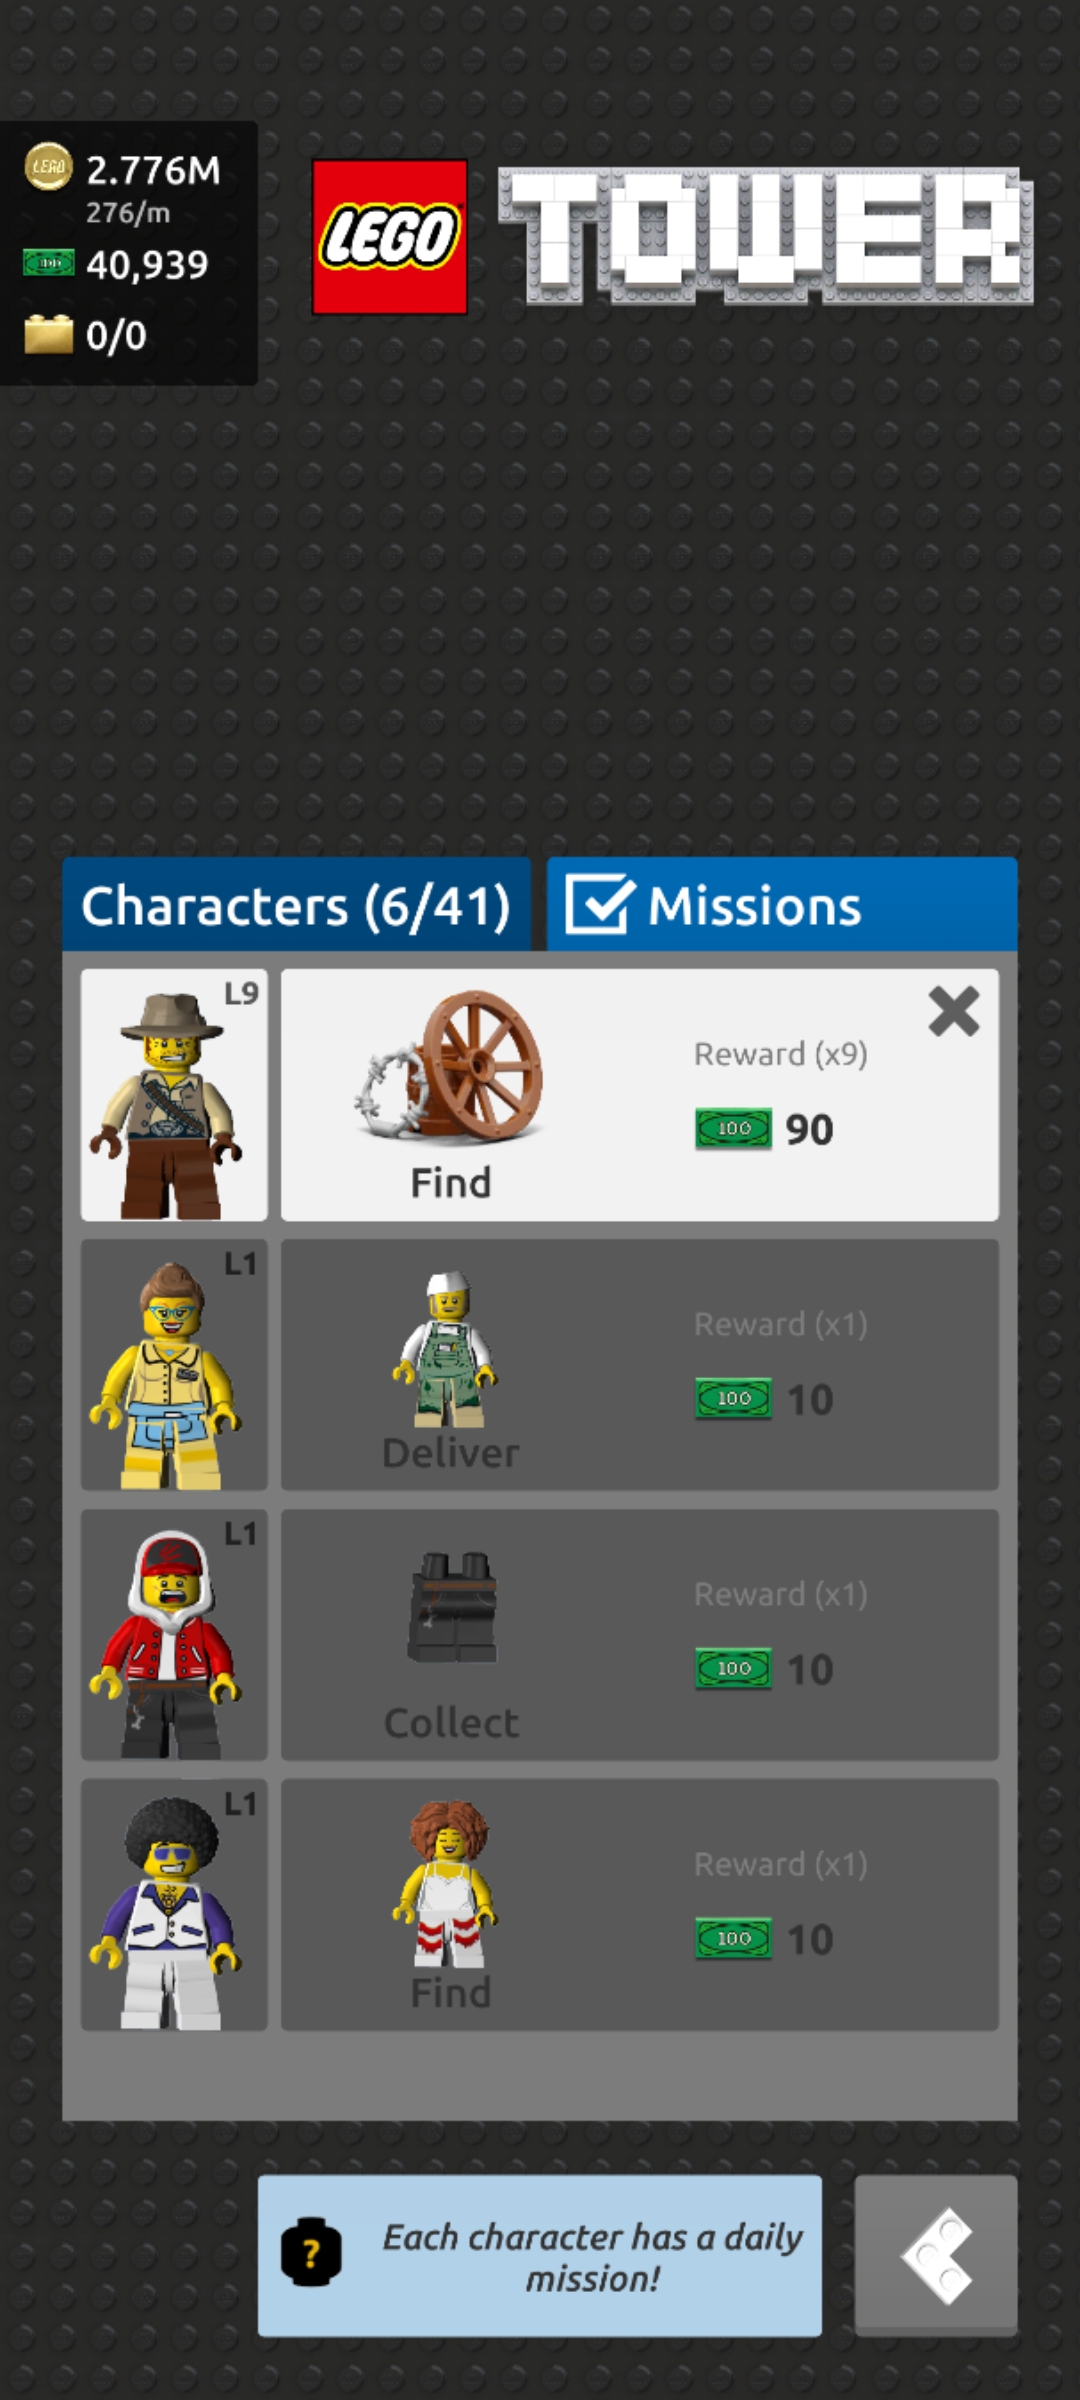 LEGO
2.776M
276/m
100
40,939
0/0
LEGO
TOWER
Characters (6/41)
Missions
L9
Reward (x9)
100
90
Find
L1
Reward (x1)
100
10
Deliver
L1
Reward (x1)
100
10
Collect
L1
Reward (x1)
100
10
Find
?
Each character has a daily
mission!